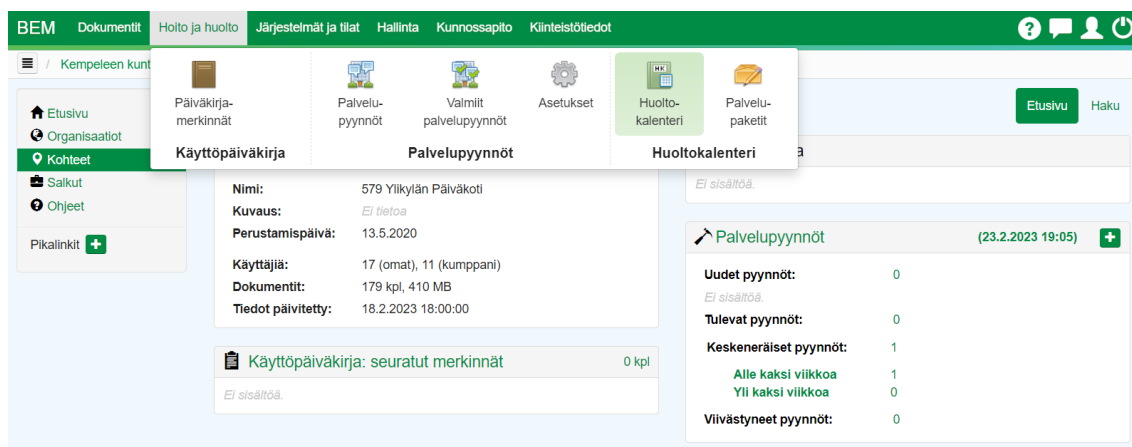 BEM Dokumentit Hoito ja huolto Järjestelmät ja tilat Hallinta Kunnossapito Kiinteistötiedot
/ Kempeleen kunt
Päiväkirja-
merkinnät
Palvelu-
pyynnöt
Valmiit
palvelupyynnöt
Asetukset
HK
Huolto-
kalenteri
Palvelu-
paketit
Käyttöpäiväkirja Palvelupyynnöt Huoltokalenteri
Etusivu Haku
Etusivu
Organisaatiot
Kohteet
Salkut
Ohjeet
Pikalinkit
Nimi: 579 Ylikylän Päiväkoti
Kuvaus: Ei tietoa
Perustamispäivä: 13.5.2020
Käyttäjiä: 17 (omat), 11 (kumppani)
Dokumentit: 179 kpl, 410 MB
Tiedot päivitetty: 18.2.2023 18:00:00
Käyttöpäiväkirja: seuratut merkinnät 0 kpl
Ei sisältöä.
a
Ei sisältöä.
Palvelupyynnöt (23.2.2023 19:05)
Uudet pyynnöt: 0
Ei sisältöä.
Tulevat pyynnöt: 0
Keskeneräiset pyynnöt: 1
Alle kaksi viikkoa 1
Yli kaksi viikkoa 0
Viivästyneet pyynnöt: 0